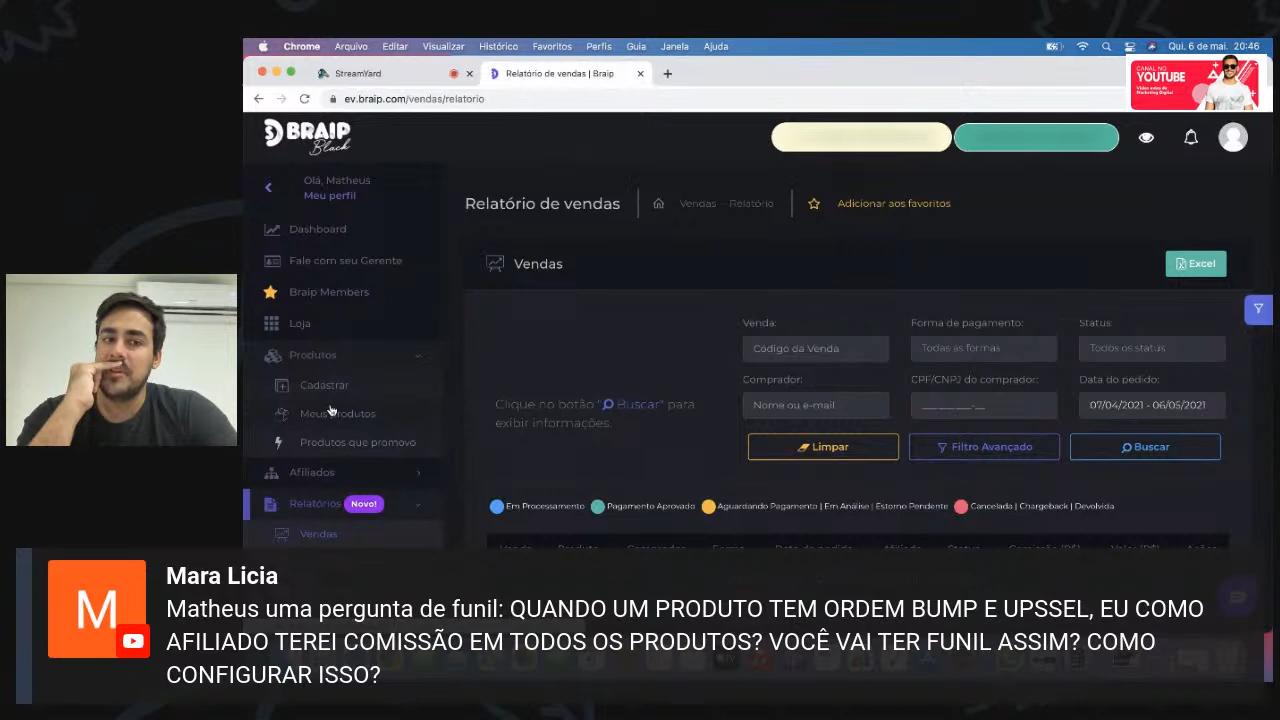 Chrome Arquivo Editar Visualizar Histórico Favoritos Perfis Guia Janela Ajuda Qui. 6 de mai. 20:46
StreamYard
Relatório de vendas | Braip
ev.braip.com/vendas/relatorio
CANAL NO
YOUTUBE
BRAIP
Black
Olá, Matheus
Meu perfil
Dashboard
Fale com seu Gerente
Braip Members
Loja
Produtos
Cadastrar
Meus produtos
Produtos que promovo
Afiliados
Relatórios Novo!
Vendas
Relatório de vendas
Vendas - Relatório
Adicionar aos favoritos
Vendas
Excel
Venda:
Forma de pagamento:
Status:
Código da Venda
Todas as formas
Todos os status
Comprador:
CPF/CNPJ do comprador:
Data do pedido:
Clique no botão "Buscar" para
exibir informações.
Nome ou e-mail
___.___.___-__
07/04/2021 - 06/05/2021
Limpar
Filtro Avançado
Buscar
Em Processamento
Pagamento Aprovado
Aguardando Pagamento | Em Análise | Estorno Pendente
Cancelada | Chargeback | Devolvida
M
Mara Licia
Matheus uma pergunta de funil: QUANDO UM PRODUTO TEM ORDEM BUMP E UPSSEL, EU COMO
AFILIADO TEREI COMISSÃO EM TODOS OS PRODUTOS? VOCÊ VAI TER FUNIL ASSIM? COMO
CONFIGURAR ISSO?